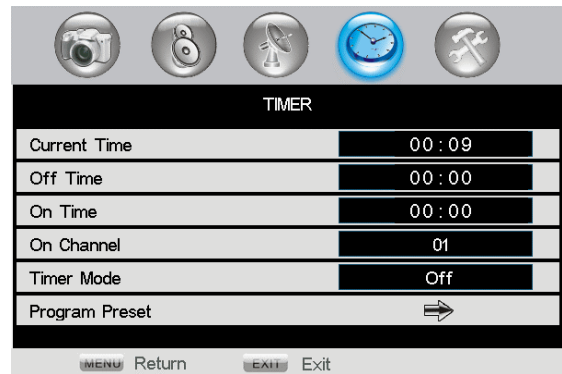 TIMER
Current Time 00:09
Off Time 00:00
On Time 00:00
On Channel 01
Timer Mode Off
Program Preset
MENU Return EXIT Exit